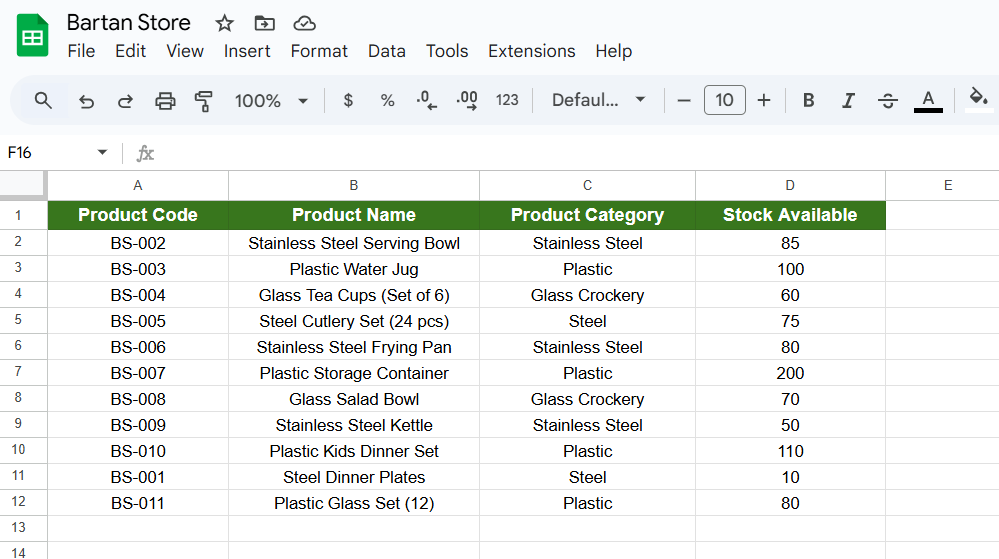 Bartan Store
File Edit View Insert Format Data Tools Extensions Help
100% $ % .0 .00 123 Defaul... 10 B I S A
F16 fx
A B C D E
1 Product Code Product Name Product Category Stock Available
2 BS-002 Stainless Steel Serving Bowl Stainless Steel 85
3 BS-003 Plastic Water Jug Plastic 100
4 BS-004 Glass Tea Cups (Set of 6) Glass Crockery 60
5 BS-005 Steel Cutlery Set (24 pcs) Steel 75
6 BS-006 Stainless Steel Frying Pan Stainless Steel 80
7 BS-007 Plastic Storage Container Plastic 200
8 BS-008 Glass Salad Bowl Glass Crockery 70
9 BS-009 Stainless Steel Kettle Stainless Steel 50
10 BS-010 Plastic Kids Dinner Set Plastic 110
11 BS-001 Steel Dinner Plates Steel 10
12 BS-011 Plastic Glass Set (12) Plastic 80
13
14